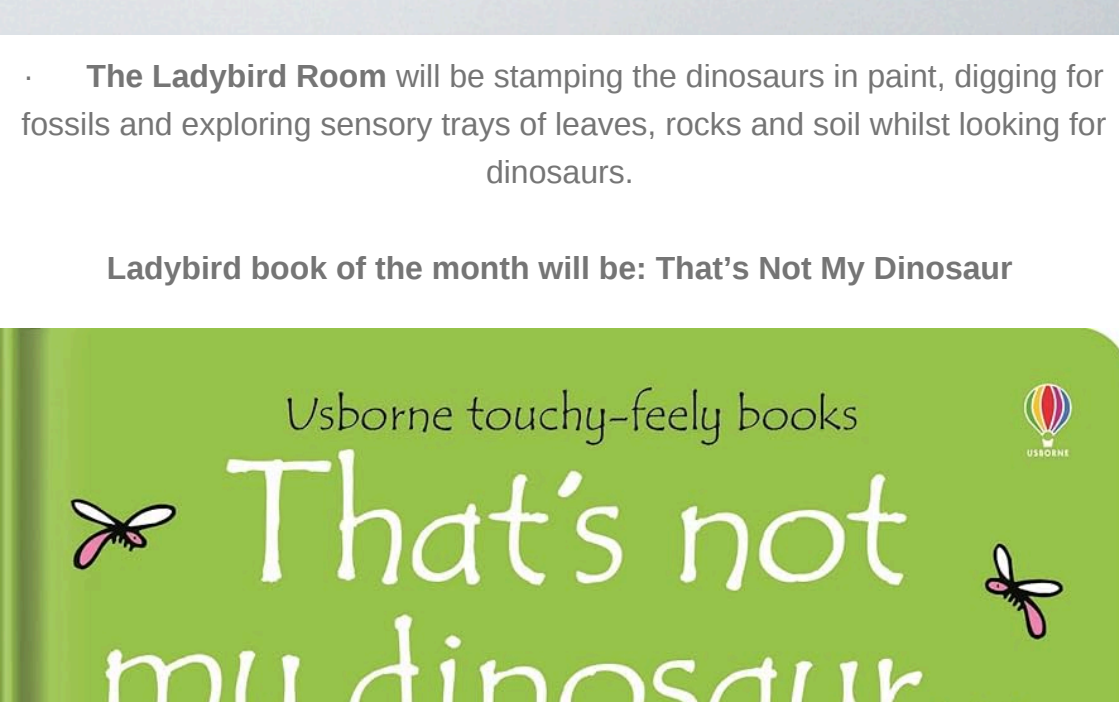 · The Ladybird Room will be stamping the dinosaurs in paint, digging for
fossils and exploring sensory trays of leaves, rocks and soil whilst looking for
dinosaurs.
Ladybird book of the month will be: That’s Not My Dinosaur
Usborne touchy-feely books
USBORNE
That's not
my dinosaur